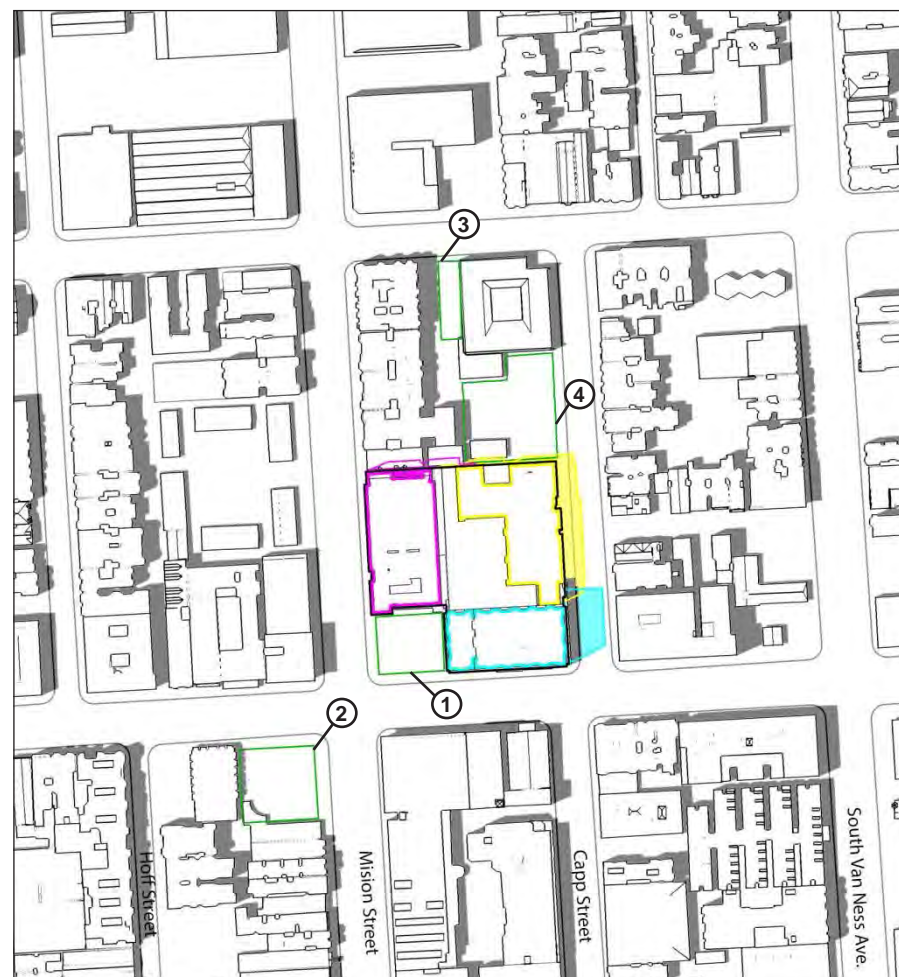 3
4
1
2
Hoff Street
Mision Street
Capp Street
South Van Ness Ave.